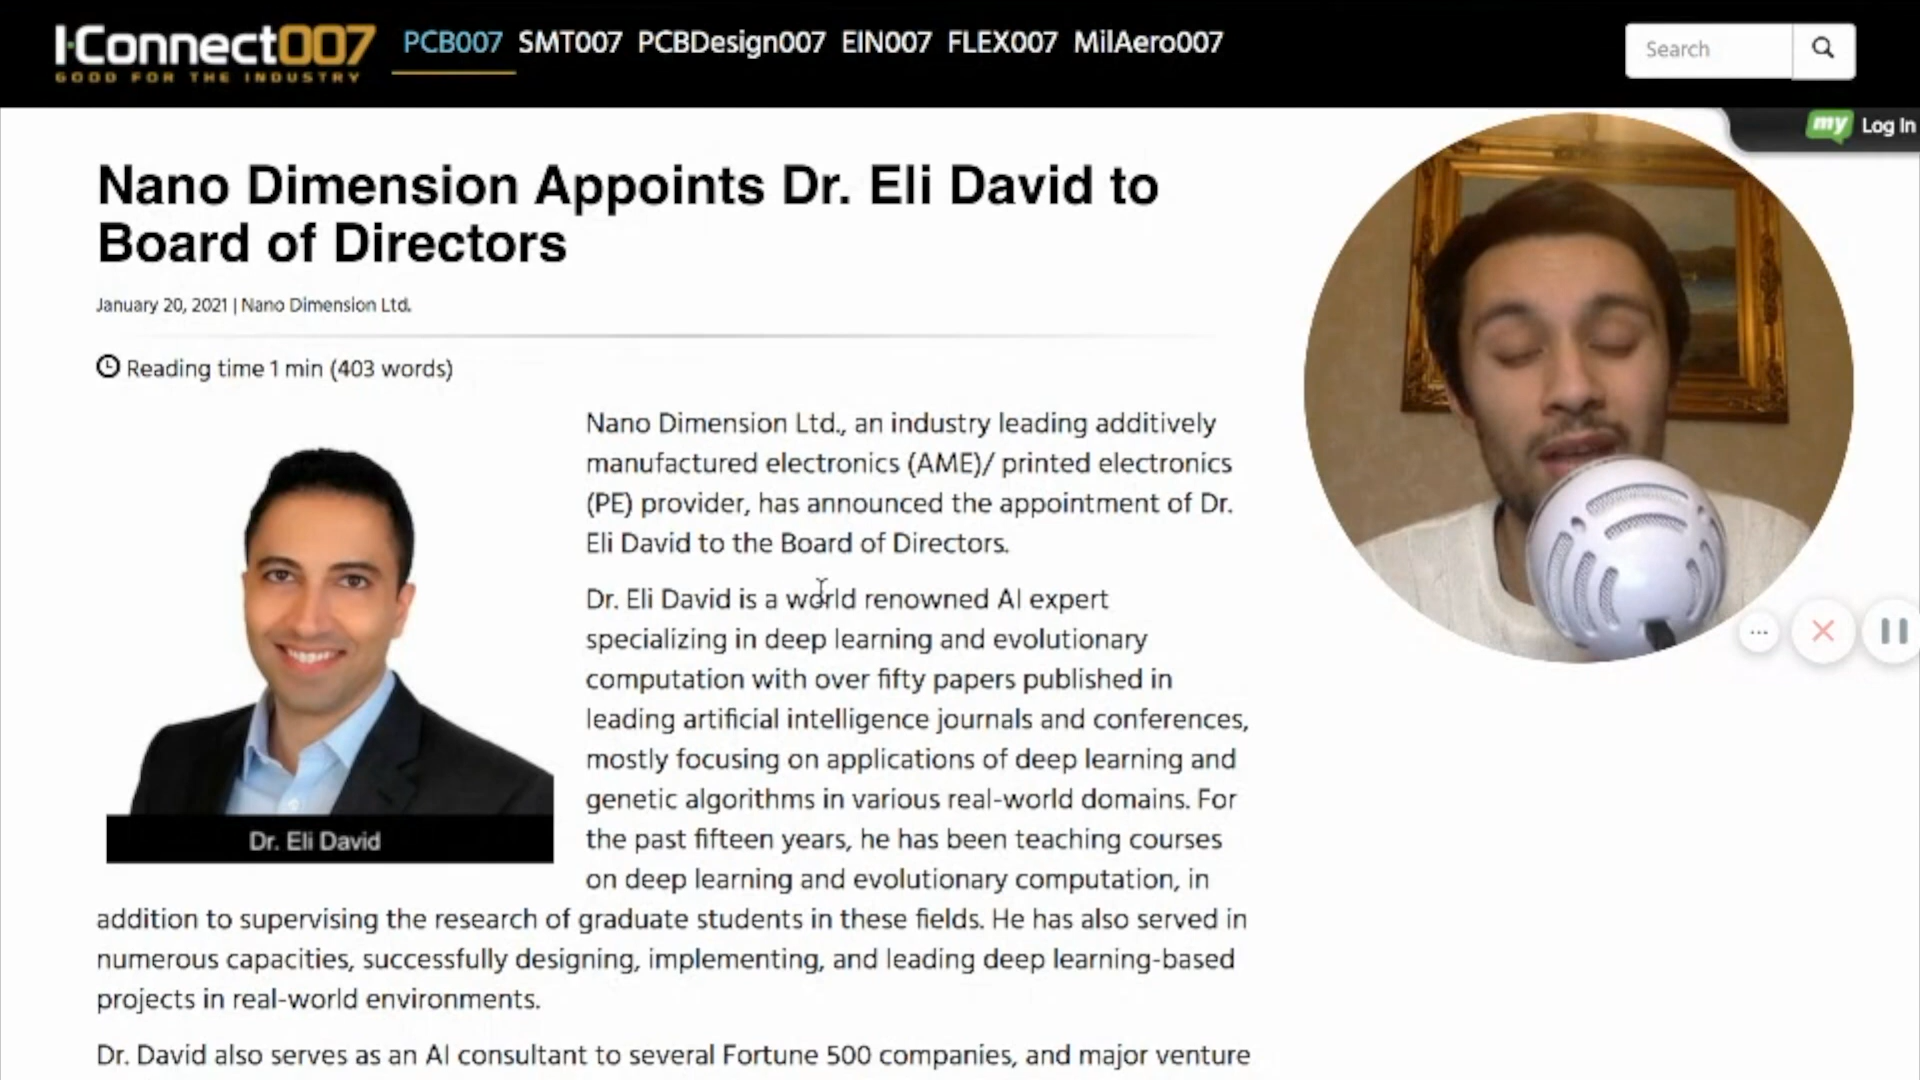 I-Connect007
GOOD FOR THE INDUSTRY
PCB007 SMT007 PCBDesign007 EIN007 FLEX007 MilAero007
Search
my Log In
Nano Dimension Appoints Dr. Eli David to
Board of Directors
January 20, 2021 | Nano Dimension Ltd.
Reading time 1 min (403 words)
Nano Dimension Ltd., an industry leading additively
manufactured electronics (AME)/ printed electronics
(PE) provider, has announced the appointment of Dr.
Eli David to the Board of Directors.
Dr. Eli David is a world renowned AI expert
specializing in deep learning and evolutionary
computation with over fifty papers published in
leading artificial intelligence journals and conferences,
mostly focusing on applications of deep learning and
genetic algorithms in various real-world domains. For
the past fifteen years, he has been teaching courses
on deep learning and evolutionary computation, in
addition to supervising the research of graduate students in these fields. He has also served in
numerous capacities, successfully designing, implementing, and leading deep learning-based
projects in real-world environments.
Dr. David also serves as an AI consultant to several Fortune 500 companies, and major venture
Dr. Eli David